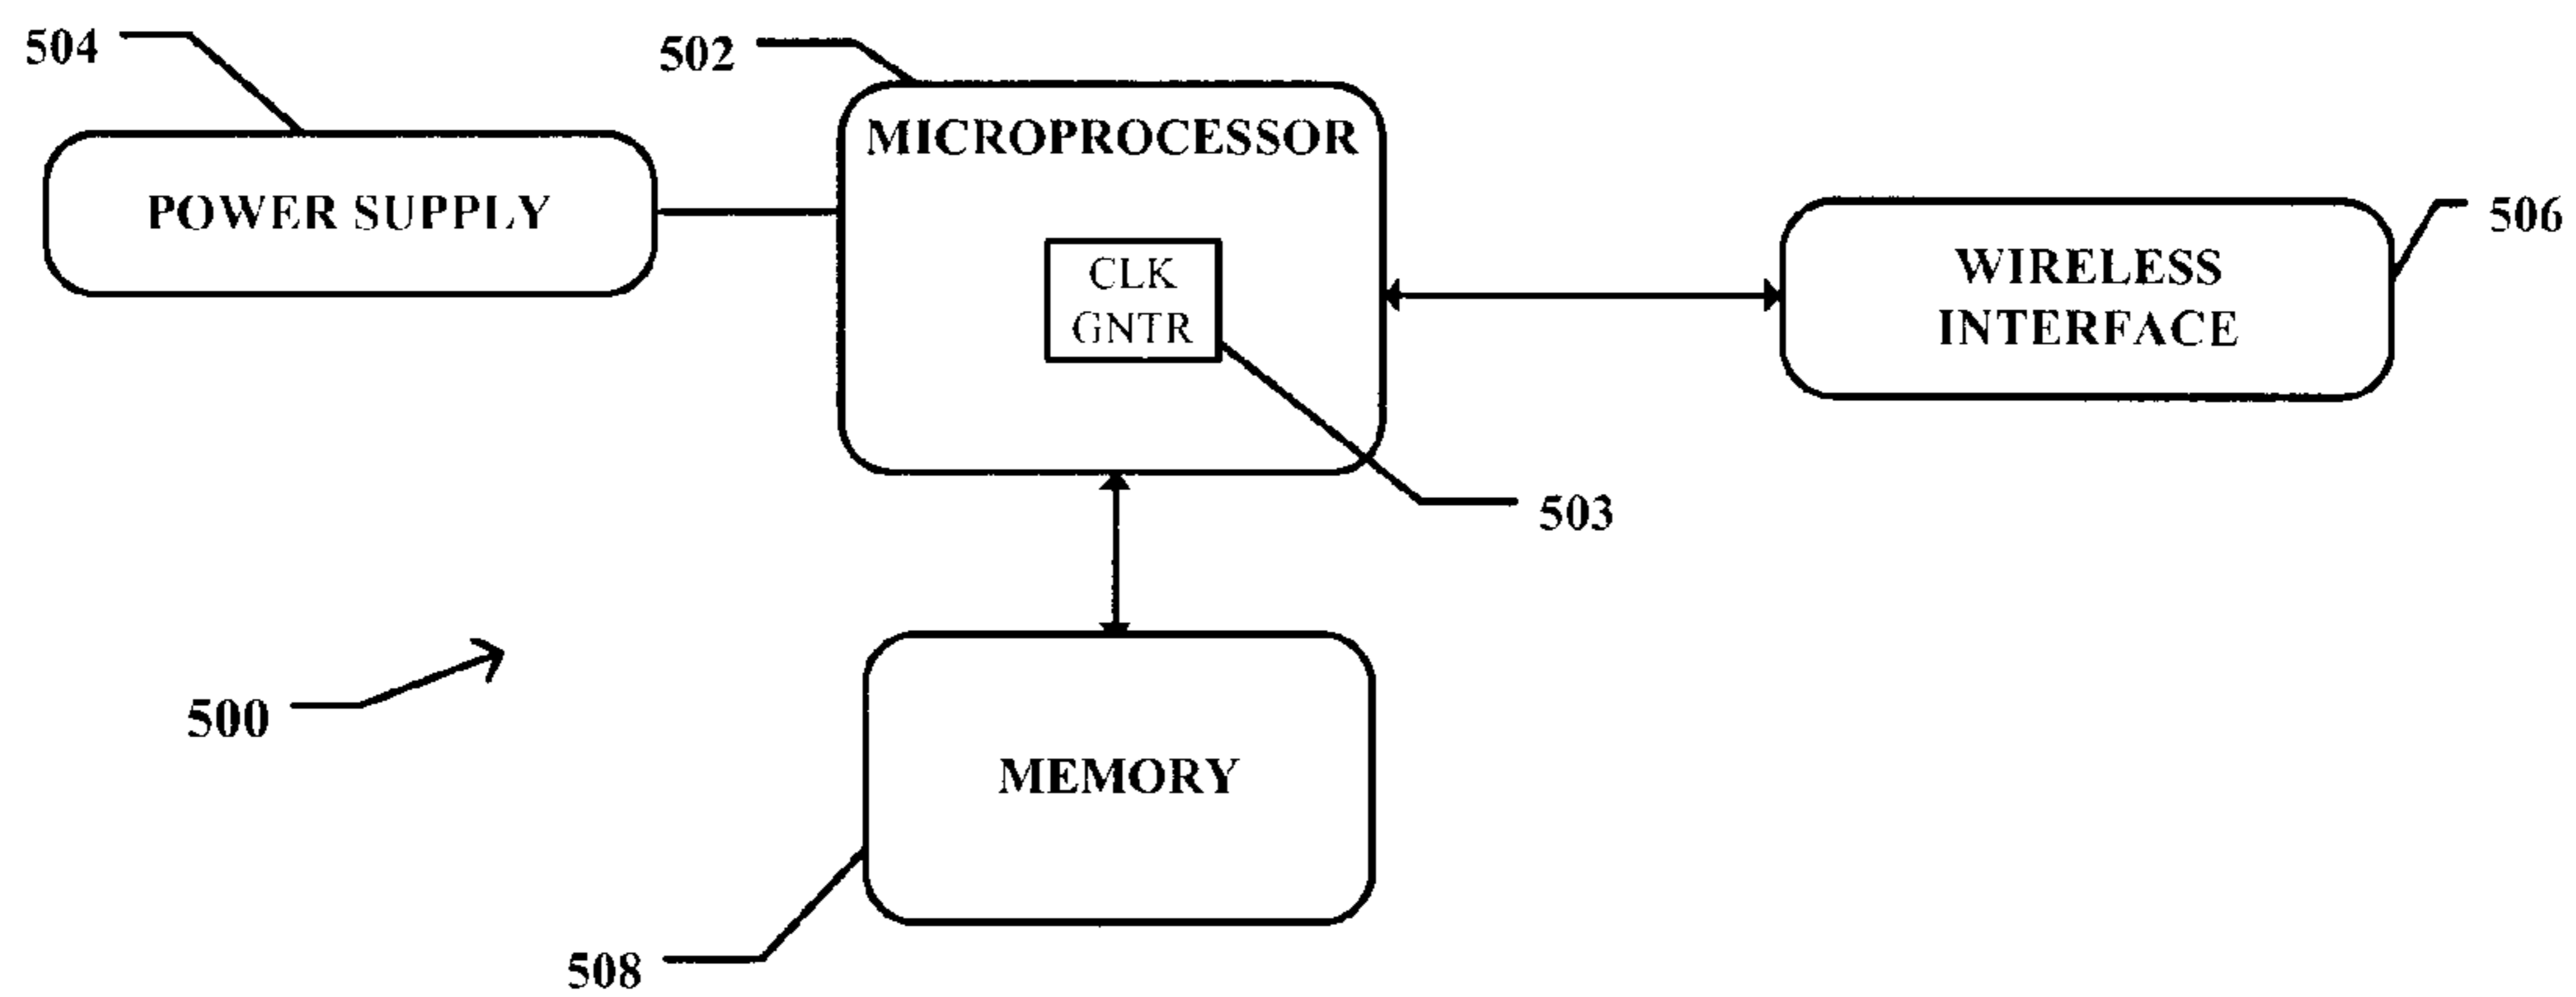 504
502
MICROPROCESSOR
POWER SUPPLY
506
CLK
GNTR
WIRELESS
INTERFACE
503
500
MEMORY
508